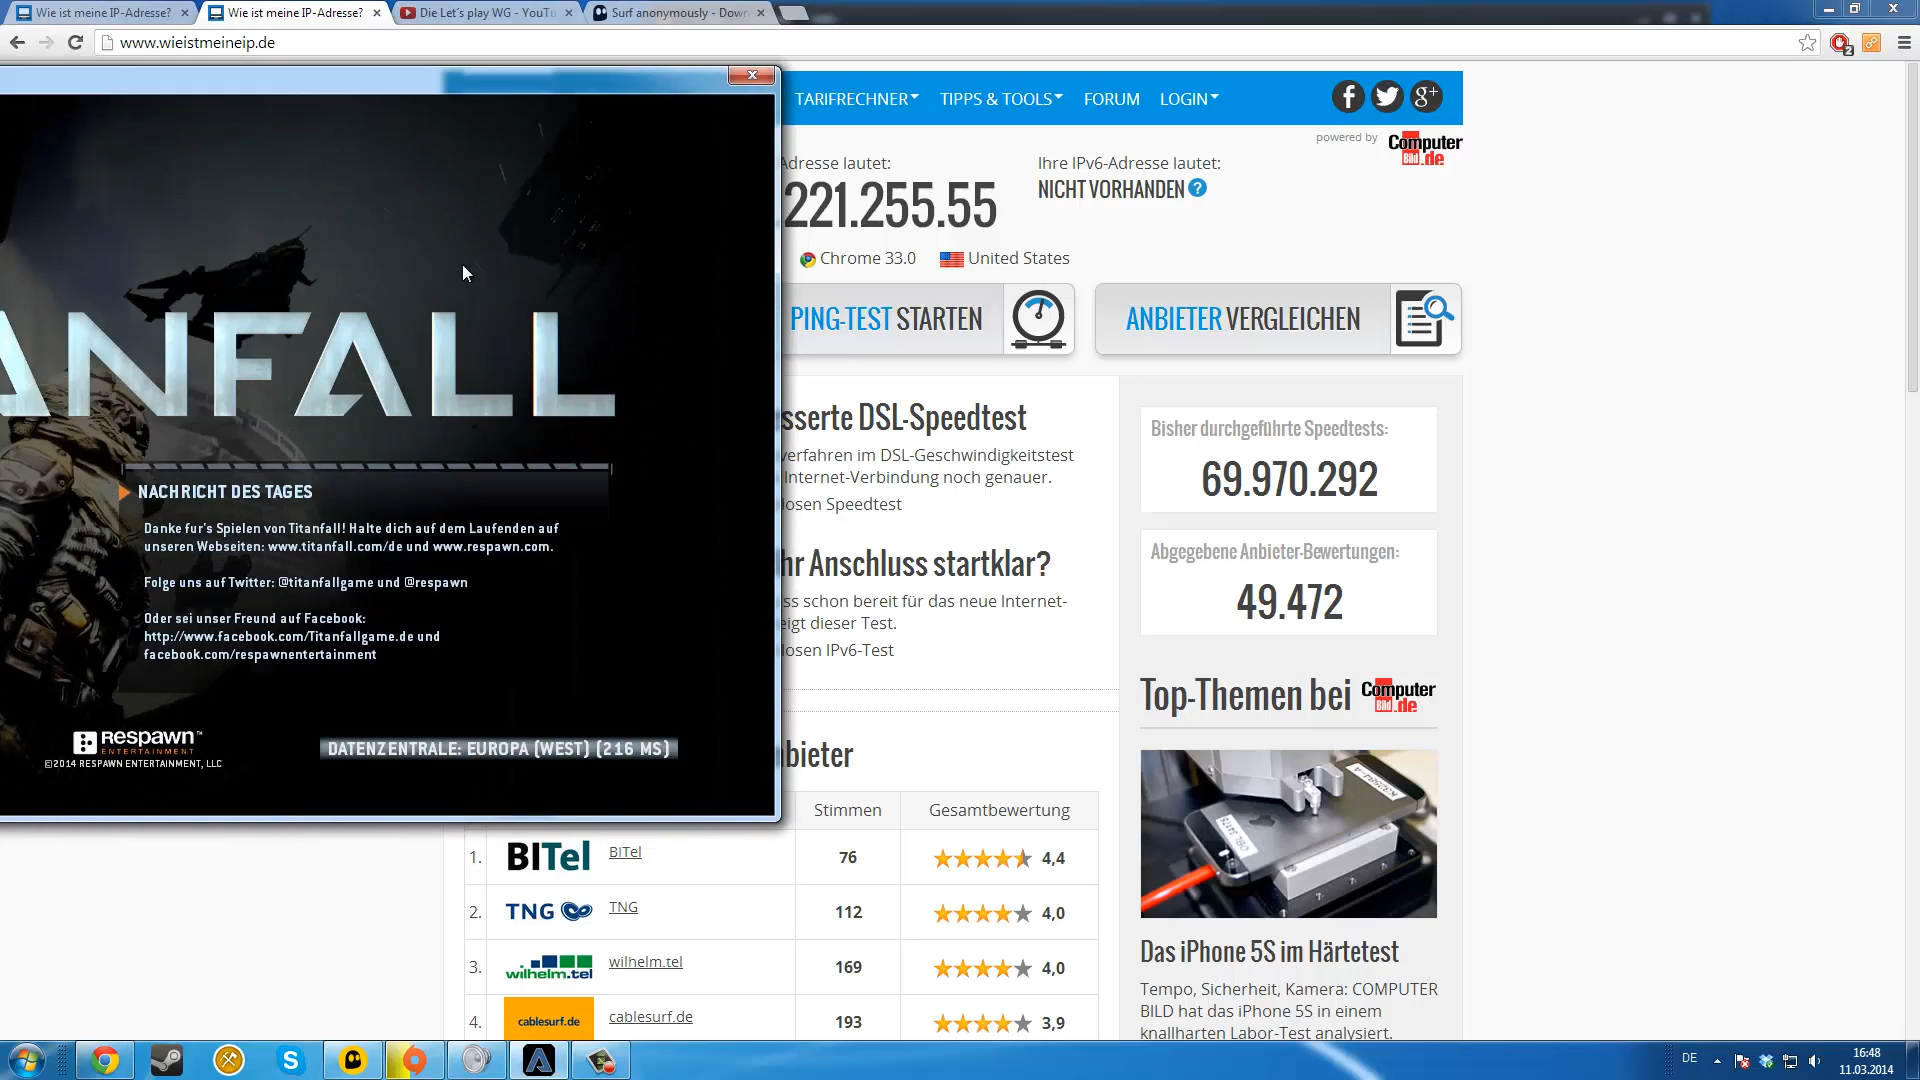 Wie ist meine IP-Adresse?
Wie ist meine IP-Adresse?
Die Let´s play WG - YouTu
Surf anonymously - Down
www.wieistmeineip.de
2
TARIFRECHNER
TIPPS & TOOLS
FORUM
LOGIN
powered by
Computer
Bild.de
Adresse lautet:
221.255.55
Ihre IPv6-Adresse lautet:
NICHT VORHANDEN ?
Chrome 33.0
United States
PING-TEST STARTEN
ANBIETER VERGLEICHEN
ANFALL
NACHRICHT DES TAGES
Danke fur's Spielen von Titanfall! Halte dich auf dem Laufenden auf
unseren Webseiten: www.titanfall.com/de und www.respawn.com.
Folge uns auf Twitter: @titanfallgame und @respawn
Oder sei unser Freund auf Facebook:
http://www.facebook.com/Titanfallgame.de und
facebook.com/respawnentertainment
RESPAWN™
ENTERTAINMENT
©2014 RESPAWN ENTERTAINMENT, LLC
DATENZENTRALE: EUROPA (WEST) (216 MS)
sserte DSL-Speedtest
verfahren im DSL-Geschwindigkeitstest
Internet-Verbindung noch genauer.
losen Speedtest
hr Anschluss startklar?
ss schon bereit für das neue Internet-
eigt dieser Test.
losen IPv6-Test
bieter
Stimmen
Gesamtbewertung
1.
BITel
BITel
76
4,4
2.
TNG
TNG
112
4,0
3.
wilhelm.tel
wilhelm.tel
169
4,0
4.
cablesurf.de
cablesurf.de
193
3,9
Bisher durchgeführte Speedtests:
69.970.292
Abgegebene Anbieter-Bewertungen:
49.472
Top-Themen bei
Computer
Bild.de
Das iPhone 5S im Härtetest
Tempo, Sicherheit, Kamera: COMPUTER
BILD hat das iPhone 5S in einem
knallharten Labor-Test analysiert.
DE
16:48
11.03.2014